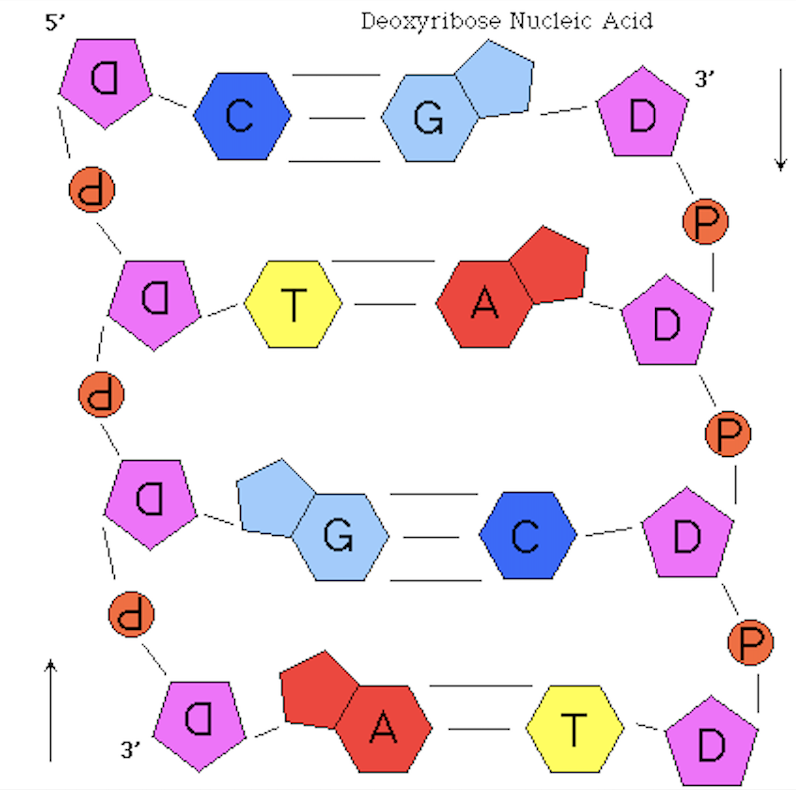 5’ Deoxyribose Nucleic Acid
D C G D 3’
P P
D T A D
P P
D G C D
P P
D A T D
3’